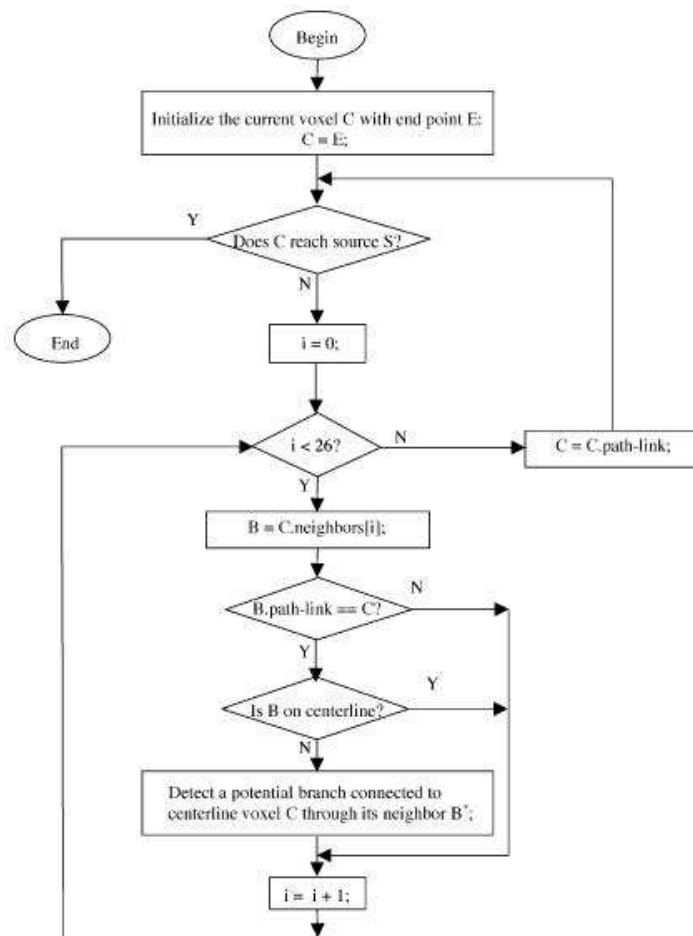 Begin
Initialize the current voxel C with end point E;
C = E;
Y
Does C reach source S?
N
End
i = 0;
i < 26?
N
C = C.path-link;
Y
B = C.neighbors[i];
N
B.path-link == C?
Y
Y
Is B on centerline?
N
Detect a potential branch connected to
centerline voxel C through its neighbor B*;
i = i + 1;